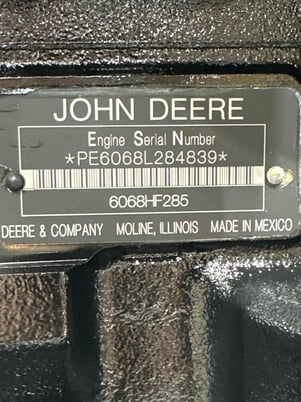 JOHN DEERE
Engine Serial Number
*PE6068L284839*
6068HF285
DEERE & COMPANY MOLINE, ILLINOIS MADE IN MEXICO